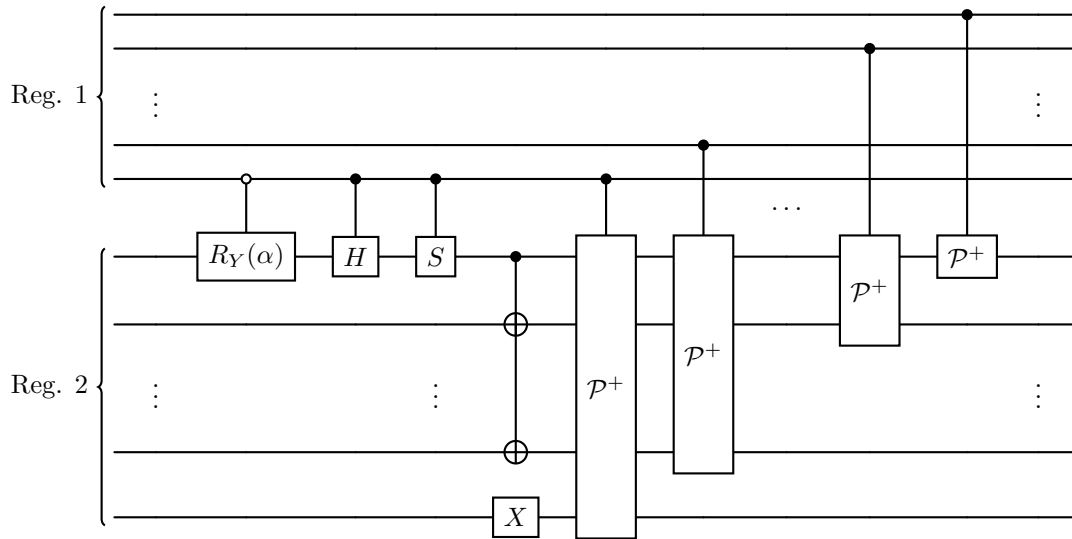 Reg. 1
⋮
⋮
⋯
R_Y(α)
H
S
𝒫⁺
𝒫⁺
𝒫⁺
𝒫⁺
Reg. 2
⋮
⋮
⋮
X